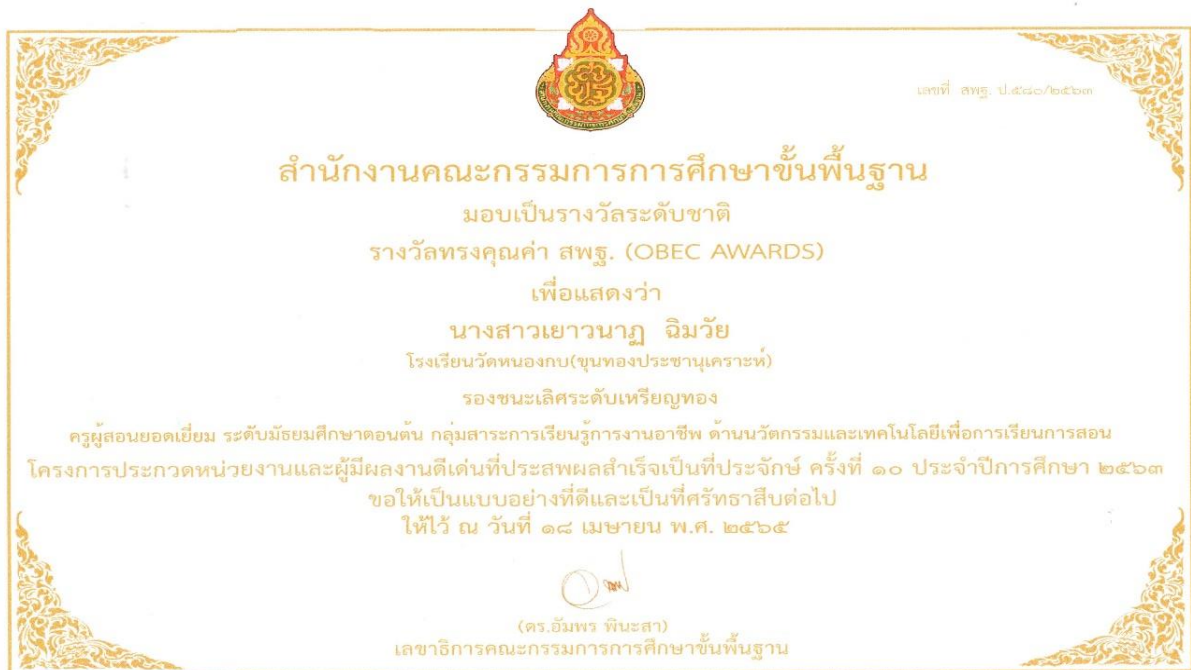 เลขที่ สพฐ. ป.๕๘๐/๒๕๖๓
สำนักงานคณะกรรมการการศึกษาขั้นพื้นฐาน
มอบเป็นรางวัลระดับชาติ
รางวัลทรงคุณค่า สพฐ. (OBEC AWARDS)
เพื่อแสดงว่า
นางสาวเยาวนาฏ ฉิมวัย
โรงเรียนวัดหนองกบ(ขุนทองประชานุเคราะห์)
รองชนะเลิศระดับเหรียญทอง
ครูผู้สอนยอดเยี่ยม ระดับมัธยมศึกษาตอนต้น กลุ่มสาระการเรียนรู้การงานอาชีพ ด้านนวัตกรรมและเทคโนโลยีเพื่อการเรียนการสอน
โครงการประกวดหน่วยงานและผู้มีผลงานดีเด่นที่ประสพผลสำเร็จเป็นที่ประจักษ์ ครั้งที่ ๑๐ ประจำปีการศึกษา ๒๕๖๓
ขอให้เป็นแบบอย่างที่ดีและเป็นที่ศรัทธาสืบต่อไป
ให้ไว้ ณ วันที่ ๑๘ เมษายน พ.ศ. ๒๕๖๕
(ดร.อัมพร พินะสา)
เลขาธิการคณะกรรมการการศึกษาขั้นพื้นฐาน